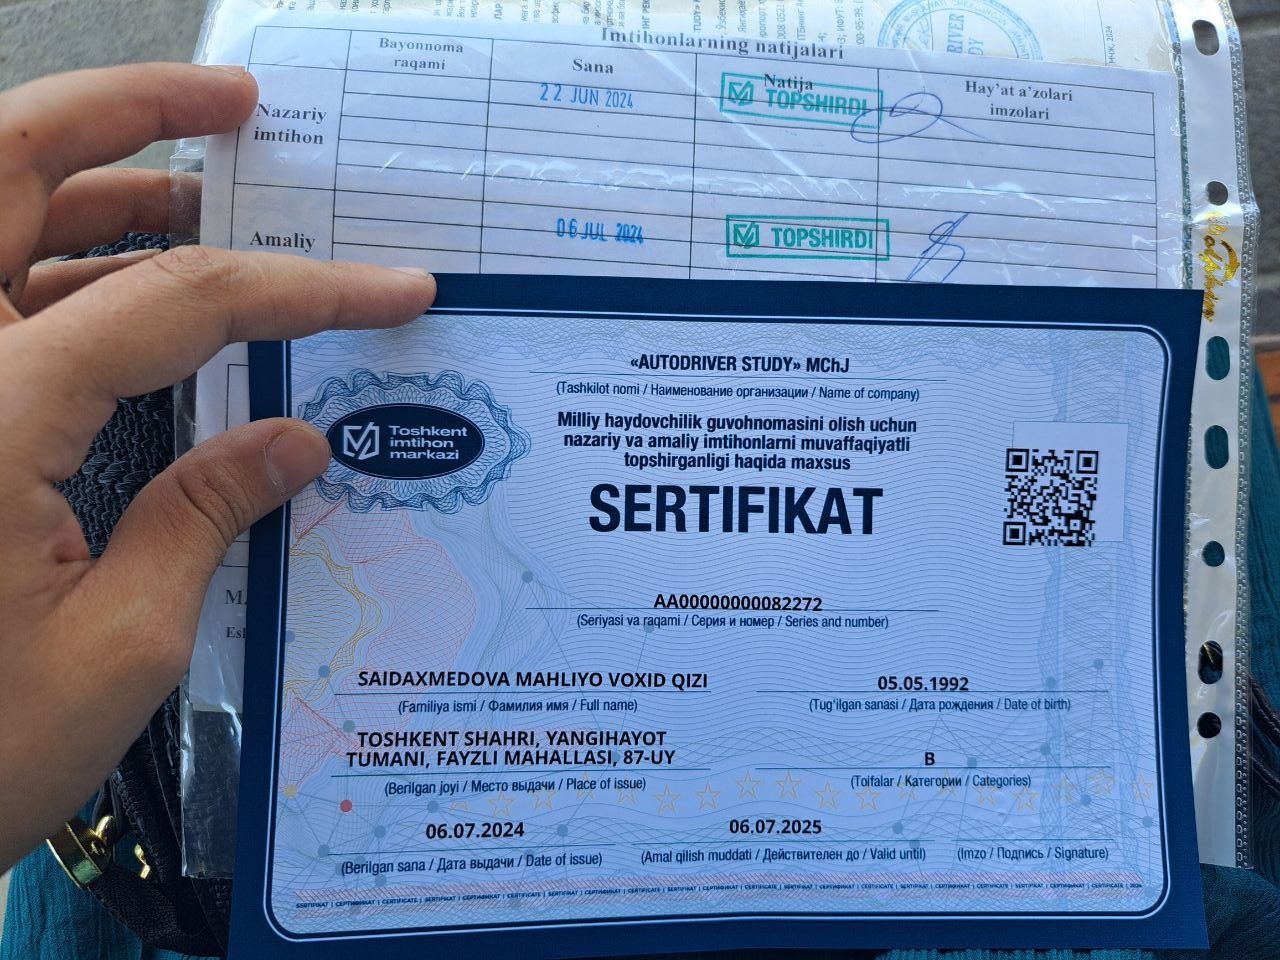 Imtihonlarning natijalari
Bayonnoma
raqami
Sana
Natija
Hay'at a'zolari
imzolari
Nazariy
imtihon
22 JUN 2024
TOPSHIRDI
Amaliy
06 JUL 2024
TOPSHIRDI
«AUTODRIVER STUDY» MChJ
(Tashkilot nomi / Наименование организации / Name of company)
Toshkent
imtihon
markazi
Milliy haydovchilik guvohnomasini olish uchun
nazariy va amaliy imtihonlarni muvaffaqiyatli
topshirganligi haqida maxsus
SERTIFIKAT
AA00000000082272
(Seriyasi va raqami / Серия и номер / Series and number)
SAIDAXMEDOVA MAHLIYO VOXID QIZI
(Familiya ismi / Фамилия имя / Full name)
05.05.1992
(Tug'ilgan sanasi / Дата рождения / Date of birth)
TOSHKENT SHAHRI, YANGIHAYOT
TUMANI, FAYZLI MAHALLASI, 87-UY
(Berilgan joyi / Место выдачи / Place of issue)
B
(Toifalar / Категории / Categories)
06.07.2024
(Berilgan sana / Дата выдачи / Date of issue)
06.07.2025
(Amal qilish muddati / Действителен до / Valid until)
(Imzo / Подпись / Signature)
SERTIFIKAT | СЕРТИФИКАТ | CERTIFICATE